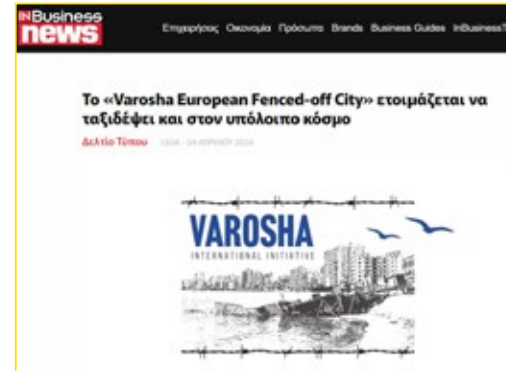 INBusiness
news
Επιχειρήσεις Οικονομία Πρόσωπα Brands Business Guides InBusinessT
Το «Varosha European Fenced-off City» ετοιμάζεται να
ταξιδέψει και στον υπόλοιπο κόσμο
Δελτίο Τύπου
VAROSHA
INTERNATIONAL INITIATIVE